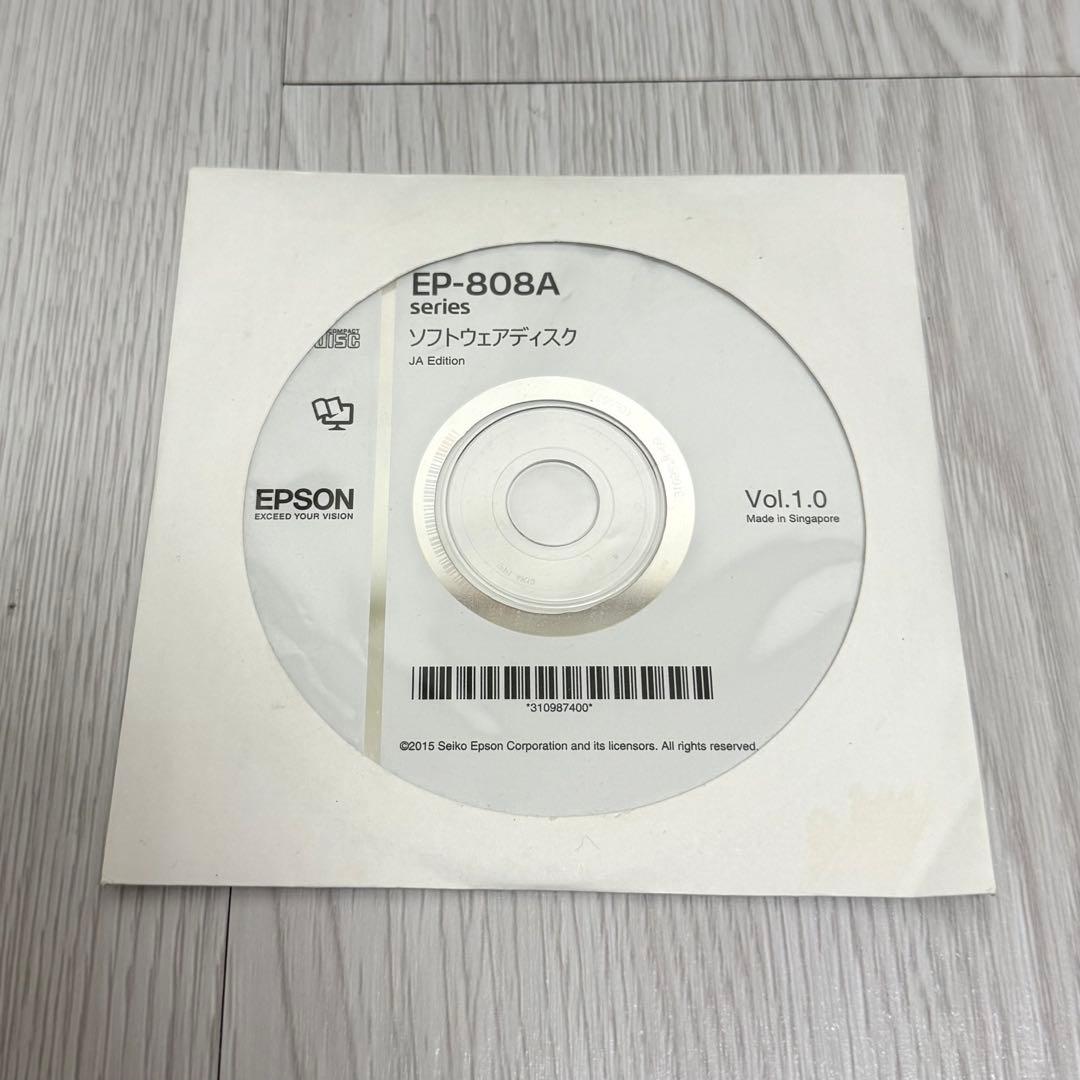 EP-808A
series
ソフトウェアディスク
JA Edition
COMPACT
DISC
EPSON
EXCEED YOUR VISION
Vol.1.0
Made in Singapore
*310987400*
©2015 Seiko Epson Corporation and its licensors. All rights reserved.